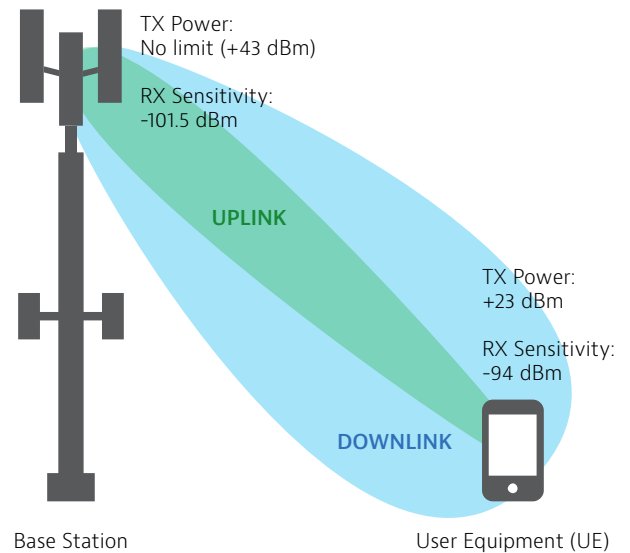 TX Power:
No limit (+43 dBm)
RX Sensitivity:
-101.5 dBm
UPLINK
TX Power:
+23 dBm
RX Sensitivity:
-94 dBm
DOWNLINK
Base Station
User Equipment (UE)